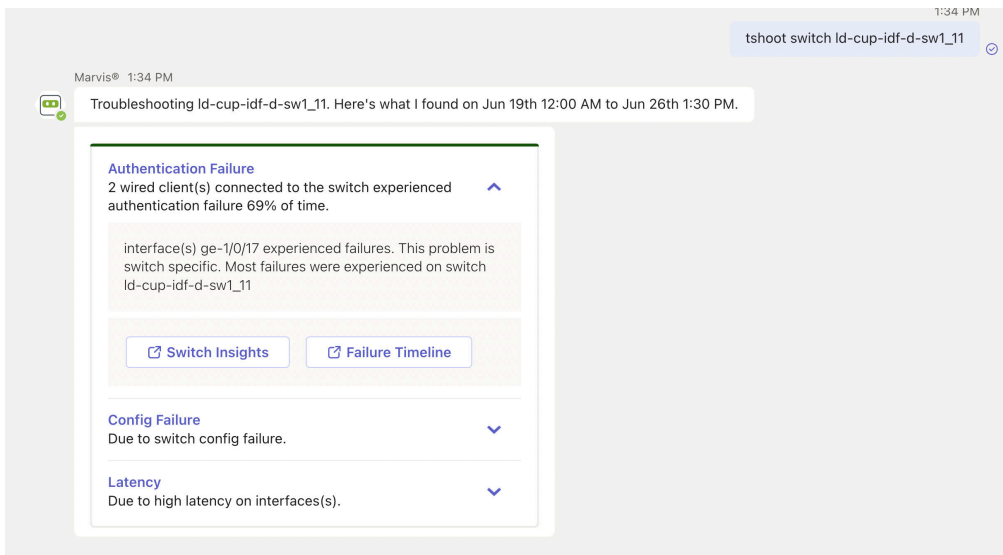 1:34 PM
tshoot switch ld-cup-idf-d-sw1_11
Marvis® 1:34 PM
Troubleshooting ld-cup-idf-d-sw1_11. Here's what I found on Jun 19th 12:00 AM to Jun 26th 1:30 PM.
Authentication Failure
2 wired client(s) connected to the switch experienced
authentication failure 69% of time.
interface(s) ge-1/0/17 experienced failures. This problem is
switch specific. Most failures were experienced on switch
ld-cup-idf-d-sw1_11
Switch Insights
Failure Timeline
Config Failure
Due to switch config failure.
Latency
Due to high latency on interfaces(s).